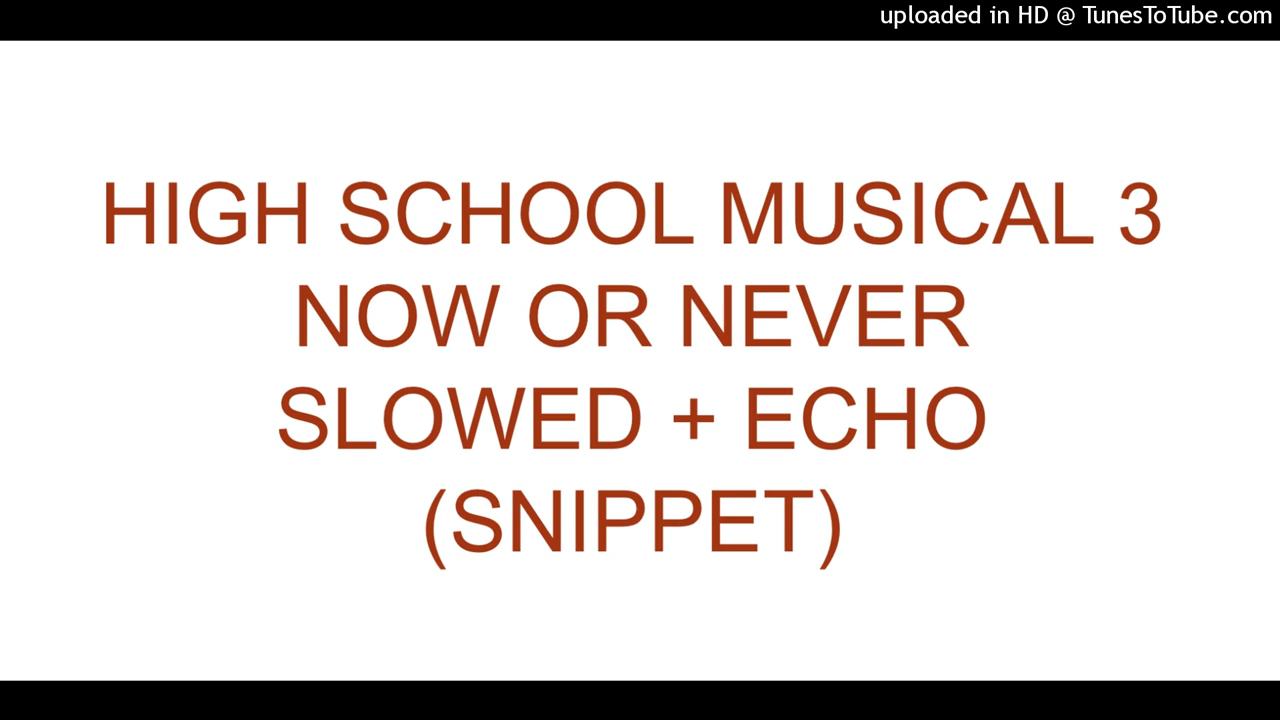 uploaded in HD @ TunesToTube.com
HIGH SCHOOL MUSICAL 3
NOW OR NEVER
SLOWED + ECHO
(SNIPPET)